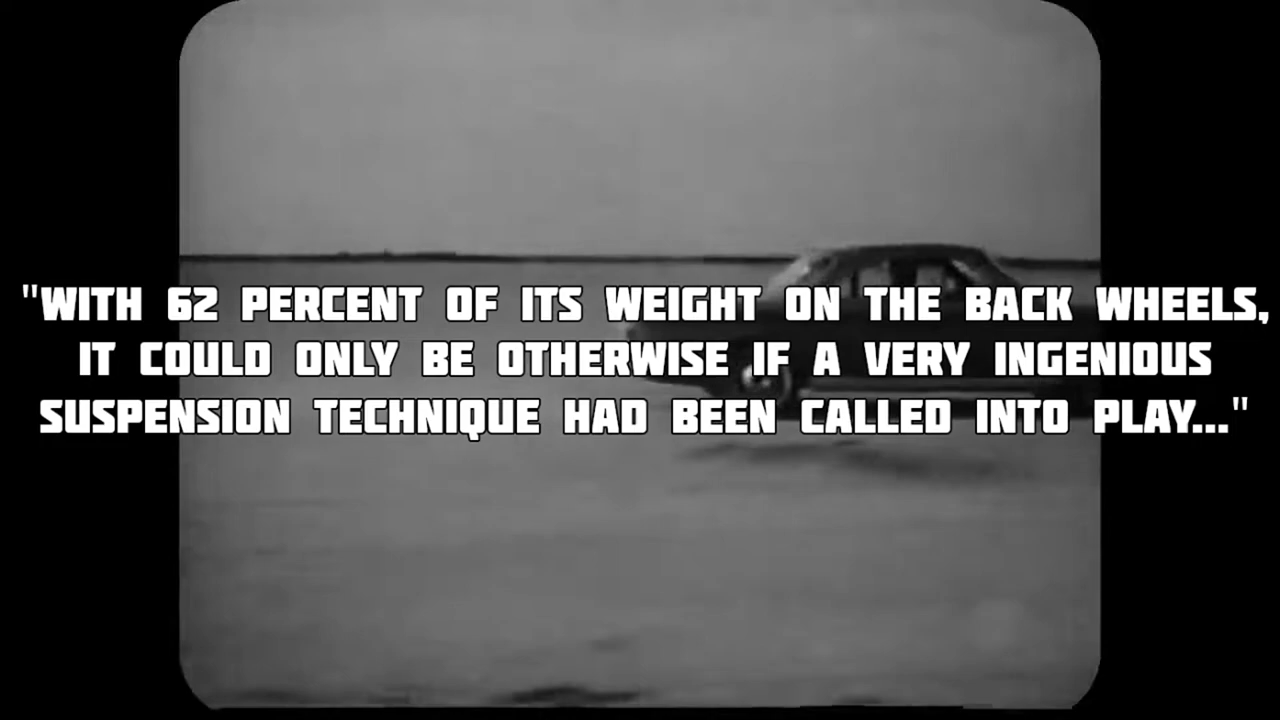 "WITH 62 PERCENT OF ITS WEIGHT ON THE BACK WHEELS,
IT COULD ONLY BE OTHERWISE IF A VERY INGENIOUS
SUSPENSION TECHNIQUE HAD BEEN CALLED INTO PLAY..."